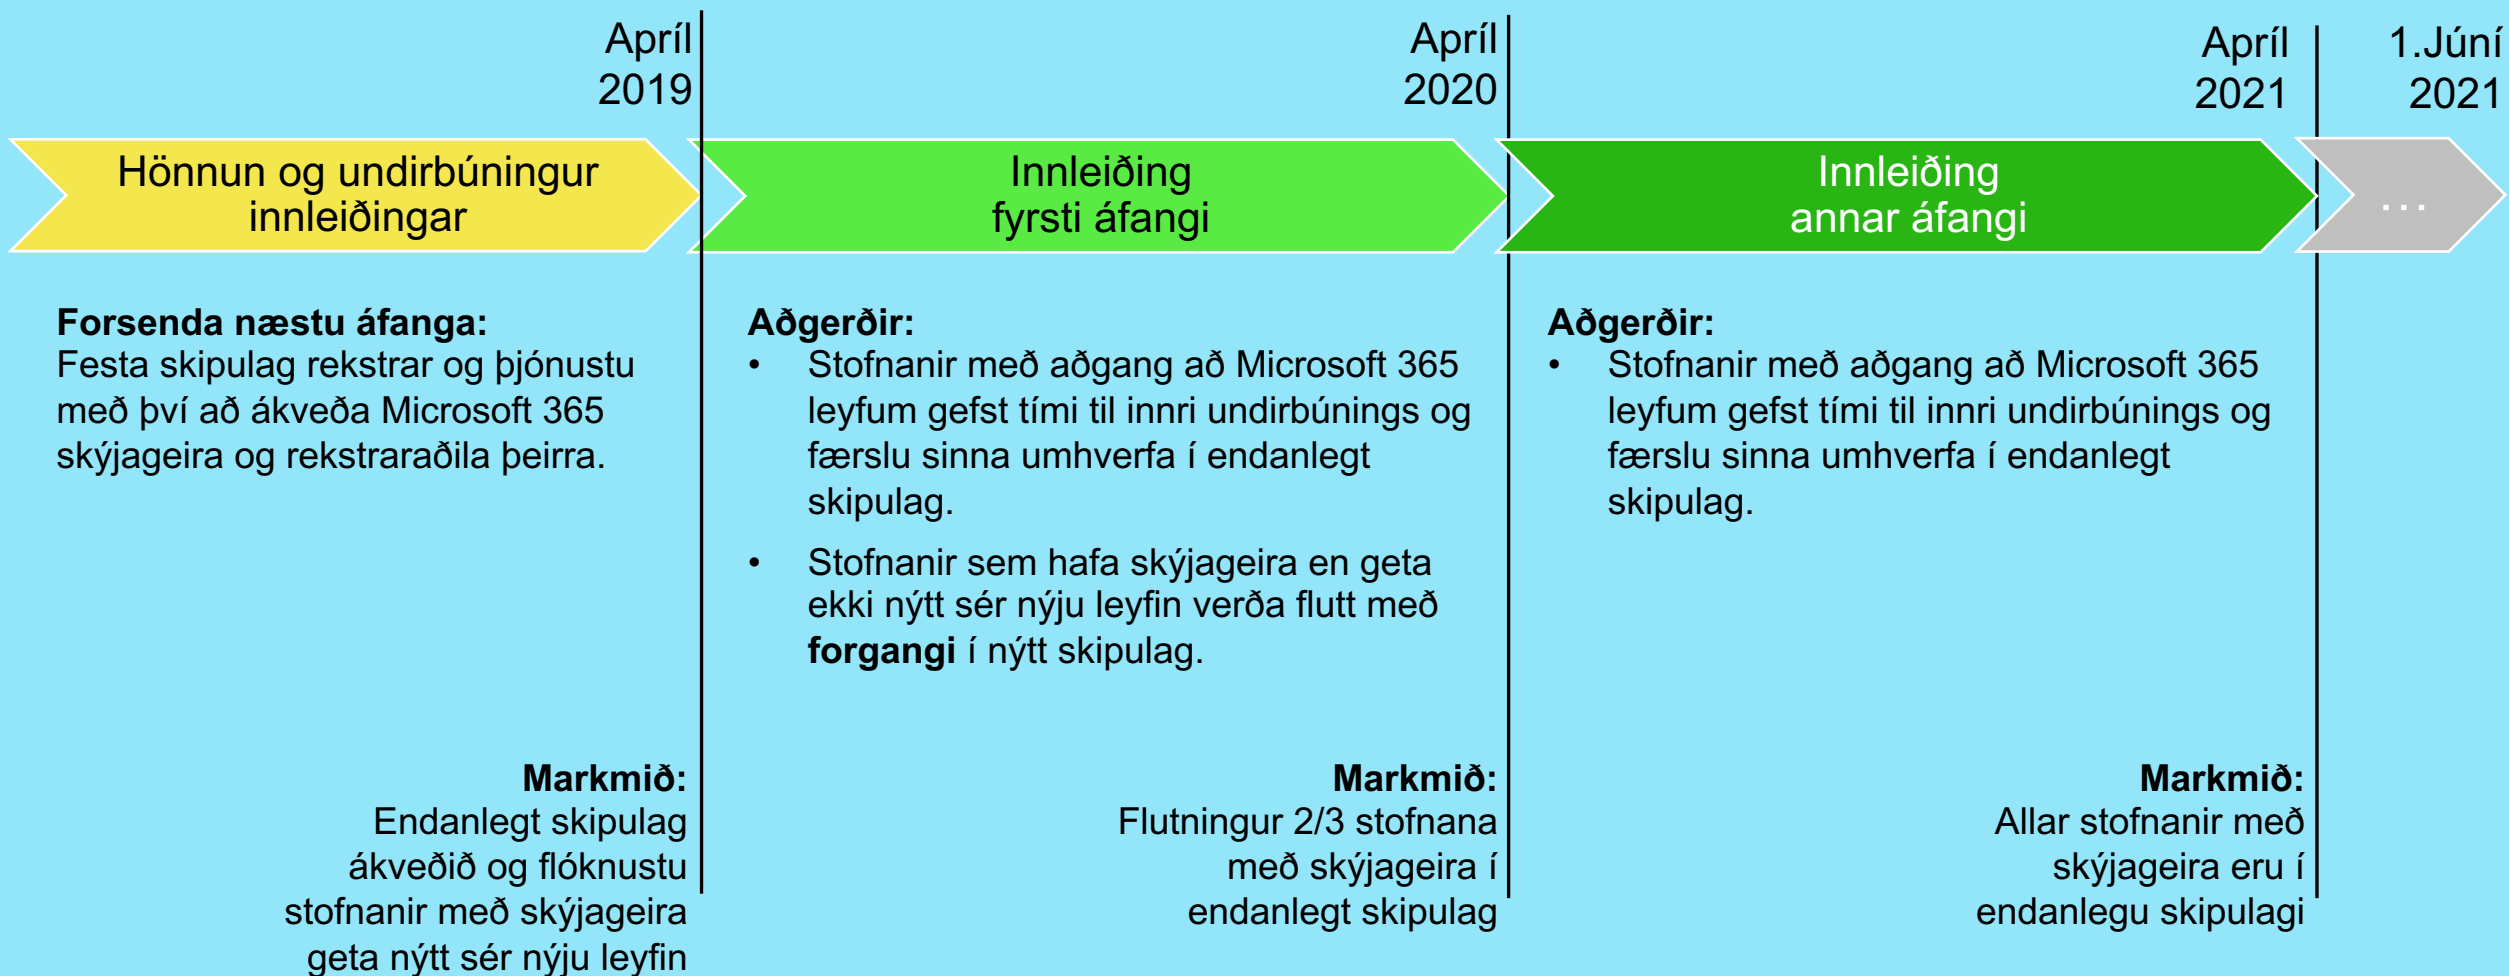 Apríl
2019
Apríl
2020
Apríl
2021
1.Júní
2021
Hönnun og undirbúningur
innleiðingar
Innleiðing
fyrsti áfangi
Innleiðing
annar áfangi
...
Forsenda næstu áfanga:
Festa skipulag rekstrar og þjónustu
með því að ákveða Microsoft 365
skýjageira og rekstraraðila þeirra.
Markmið:
Endanlegt skipulag
ákveðið og flóknustu
stofnanir með skýjageira
geta nýtt sér nýju leyfin
Aðgerðir:
• Stofnanir með aðgang að Microsoft 365
leyfum gefst tími til innri undirbúnings og
færslu sinna umhverfa í endanlegt
skipulag.
• Stofnanir sem hafa skýjageira en geta
ekki nýtt sér nýju leyfin verða flutt með
forgangi í nýtt skipulag.
Markmið:
Flutningur 2/3 stofnana
með skýjageira í
endanlegt skipulag
Aðgerðir:
• Stofnanir með aðgang að Microsoft 365
leyfum gefst tími til innri undirbúnings og
færslu sinna umhverfa í endanlegt
skipulag.
Markmið:
Allar stofnanir með
skýjageira eru í
endanlegu skipulagi